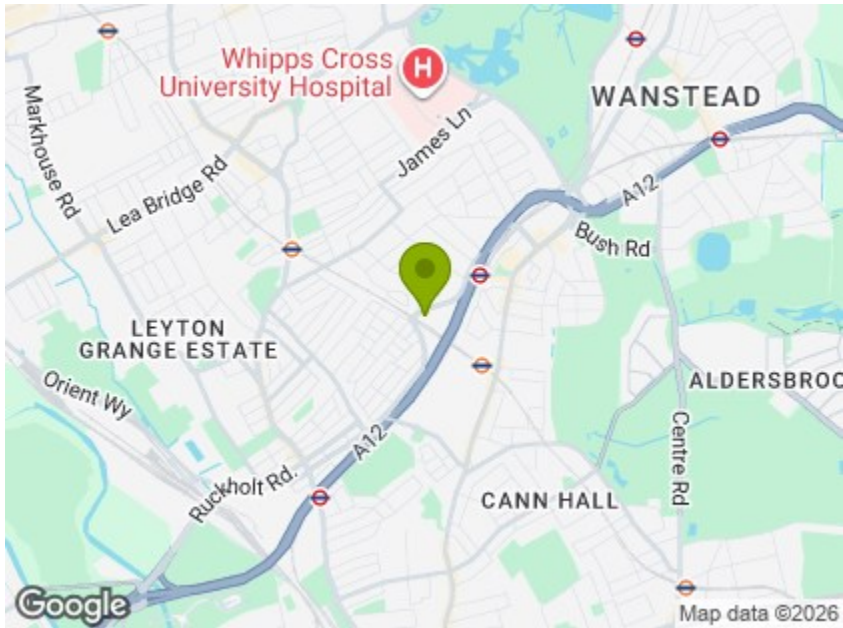 Whipps Cross
University Hospital
H
WANSTEAD
Markhouse Rd
James Ln
Lea Bridge Rd
A12
Bush Rd
LEYTON
GRANGE ESTATE
Orient Wy
ALDERSBROO
A12
Centre Rd
Ruckholt Rd.
CANN HALL
Google
Map data ©2026